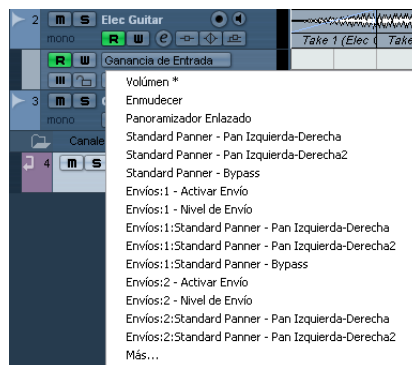 2 m S Elec Guitar
mono R W e
Take 1 (Elec Take
R W Ganancia de Entrada
Volúmen *
3 m S
Enmudecer
mono
Panoramizador Enlazado
Canale
Standard Panner - Pan Izquierda-Derecha
4 m S
Standard Panner - Pan Izquierda-Derecha2
Standard Panner - Bypass
Envíos:1 - Activar Envío
Envíos:1 - Nivel de Envío
Envíos:1:Standard Panner - Pan Izquierda-Derecha
Envíos:1:Standard Panner - Pan Izquierda-Derecha2
Envíos:1:Standard Panner - Bypass
Envíos:2 - Activar Envío
Envíos:2 - Nivel de Envío
Envíos:2:Standard Panner - Pan Izquierda-Derecha
Envíos:2:Standard Panner - Pan Izquierda-Derecha2
Más...